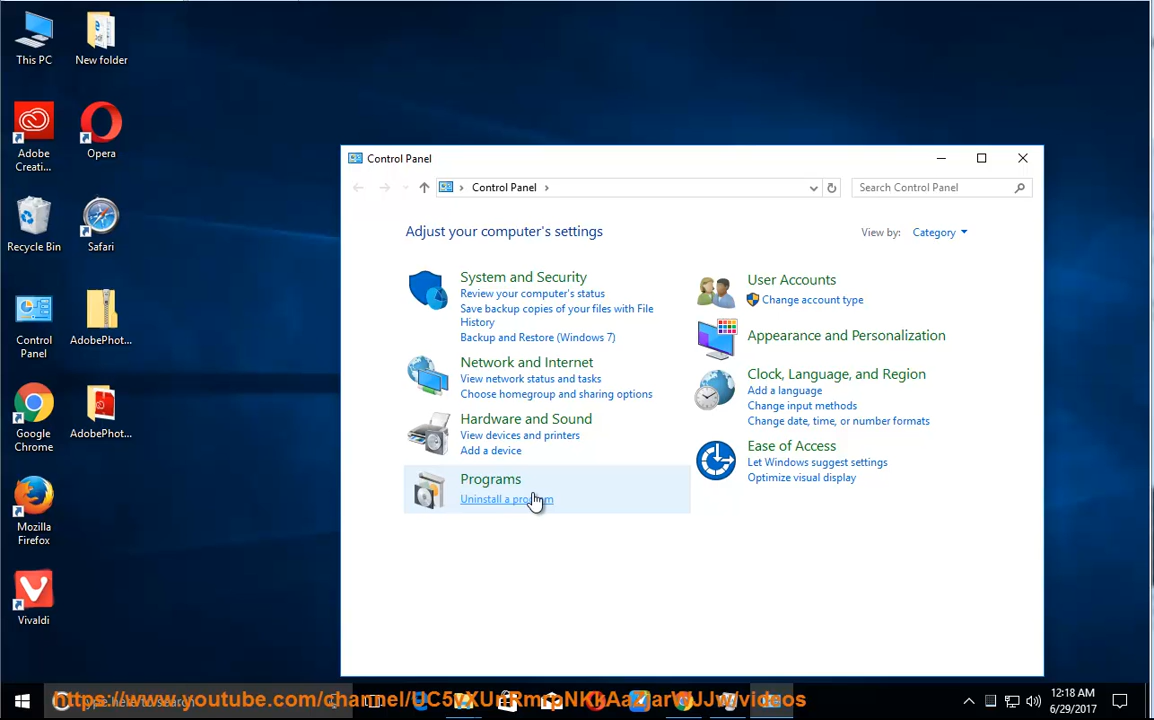 This PC
New folder
Adobe
Creati...
Opera
Recycle Bin
Safari
Control
Panel
AdobePhot...
Google
Chrome
AdobePhot...
Mozilla
Firefox
Vivaldi
Control Panel
Control Panel
Search Control Panel
Adjust your computer's settings
View by: Category
System and Security
Review your computer's status
Save backup copies of your files with File
History
Backup and Restore (Windows 7)
Network and Internet
View network status and tasks
Choose homegroup and sharing options
Hardware and Sound
View devices and printers
Add a device
Programs
Uninstall a program
User Accounts
Change account type
Appearance and Personalization
Clock, Language, and Region
Add a language
Change input methods
Change date, time, or number formats
Ease of Access
Let Windows suggest settings
Optimize visual display
Type here to search
12:18 AM
6/29/2017